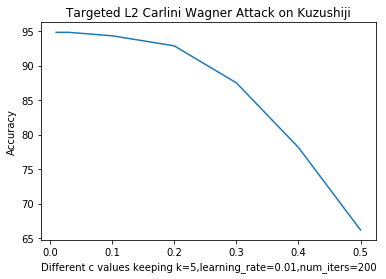 Targeted L2 Carlini Wagner Attack on Kuzushiji
95
90
85
80
75
70
65
Accuracy
0.0 0.1 0.2 0.3 0.4 0.5
Different c values keeping k=5,learning_rate=0.01,num_iters=200